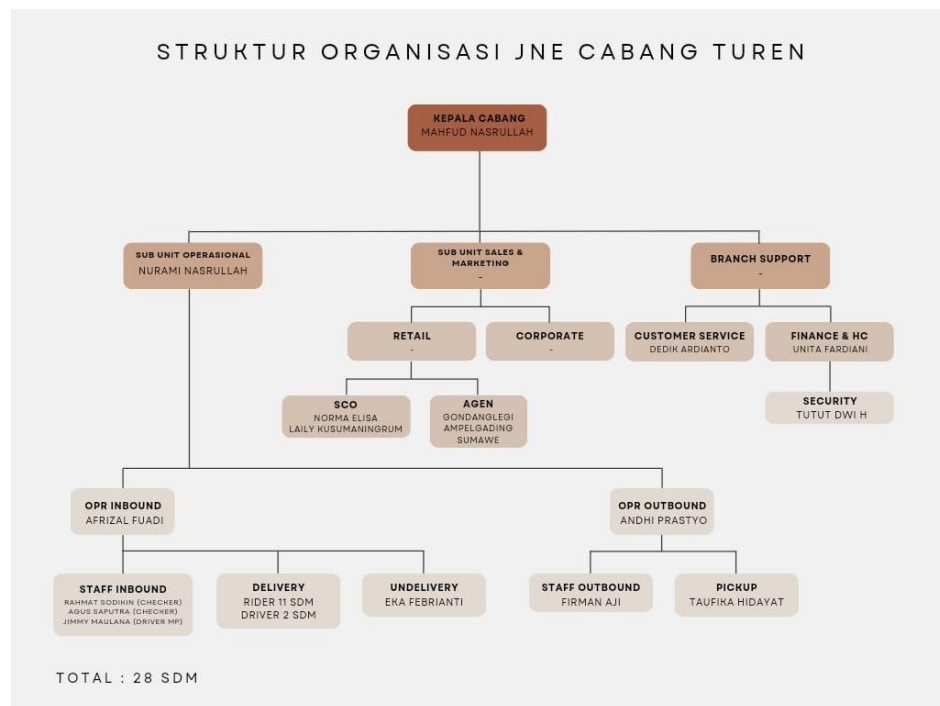 STRUKTUR ORGANISASI JNE CABANG TUREN
KEPALA CABANG
MAHFUD NASRULLAH
SUB UNIT OPERASIONAL
NURAMI NASRULLAH
SUB UNIT SALES &
MARKETING
-
BRANCH SUPPORT
-
RETAIL
-
CORPORATE
-
CUSTOMER SERVICE
DEDIK ARDIANTO
FINANCE & HC
UNITA FARDIANI
SCO
NORMA ELISA
LAILY KUSUMANINGRUM
AGEN
GONDANGLEGI
AMPELGADING
SUMAWE
SECURITY
TUTUT DWI H
OPR INBOUND
AFRIZAL FUADI
OPR OUTBOUND
ANDHI PRASTYO
STAFF INBOUND
RAHMAT SODIKIN (CHECKER)
AGUS SAPUTRA (CHECKER)
JIMMY MAULANA (DRIVER MP)
DELIVERY
RIDER 11 SDM
DRIVER 2 SDM
UNDELIVERY
EKA FEBRIANTI
STAFF OUTBOUND
FIRMAN AJI
PICKUP
TAUFIKA HIDAYAT
TOTAL : 28 SDM